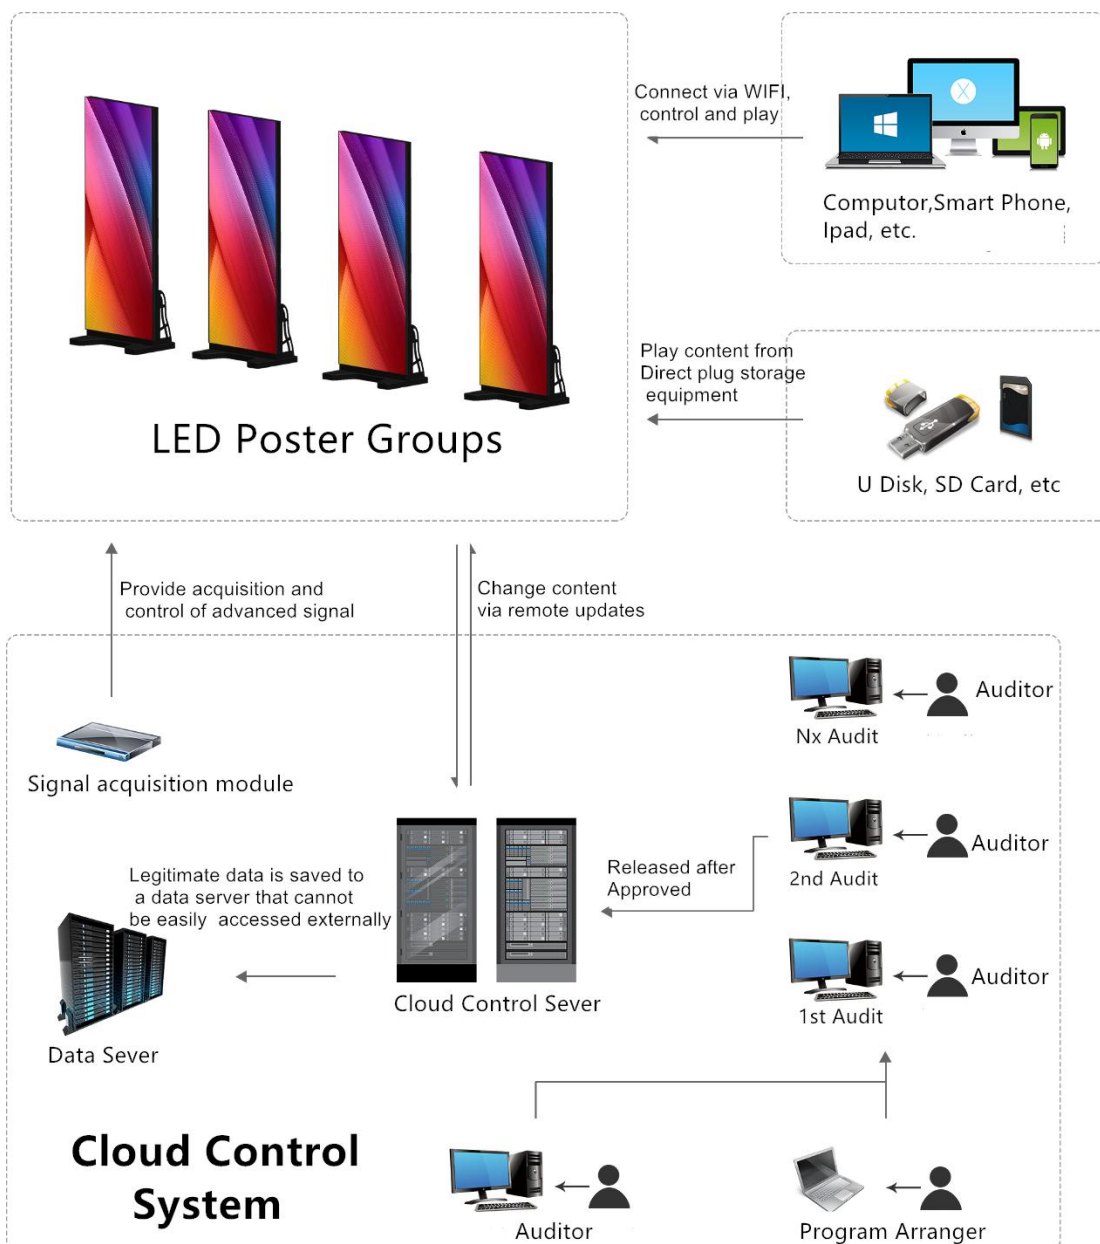 Connect via WIFI,
control and play
Computor,Smart Phone,
Ipad, etc.
Play content from
Direct plug storage
equipment
LED Poster Groups
U Disk, SD Card, etc
Provide acquisition and
control of advanced signal
Change content
via remote updates
Auditor
Nx Audit
Signal acquisition module
Auditor
2nd Audit
Released after
Approved
Legitimate data is saved to
a data server that cannot
be easily accessed externally
Auditor
1st Audit
Cloud Control Sever
Data Sever
Cloud Control
System
Auditor
Program Arranger